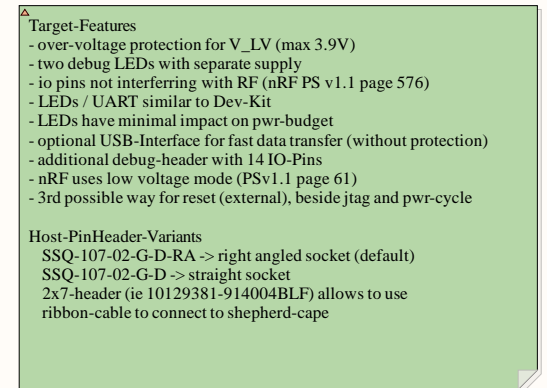 Target-Features
- over-voltage protection for V_LV (max 3.9V)
- two debug LEDs with separate supply
- io pins not interferring with RF (nRF PS v1.1 page 576)
- LEDs / UART similar to Dev-Kit
- LEDs have minimal impact on pwr-budget
- optional USB-Interface for fast data transfer (without protection)
- additional debug-header with 14 IO-Pins
- nRF uses low voltage mode (PSv1.1 page 61)
- 3rd possible way for reset (external), beside jtag and pwr-cycle
Host-PinHeader-Variants
SSQ-107-02-G-D-RA -> right angled socket (default)
SSQ-107-02-G-D -> straight socket
2x7-header (ie 10129381-914004BLF) allows to use
ribbon-cable to connect to shepherd-cape